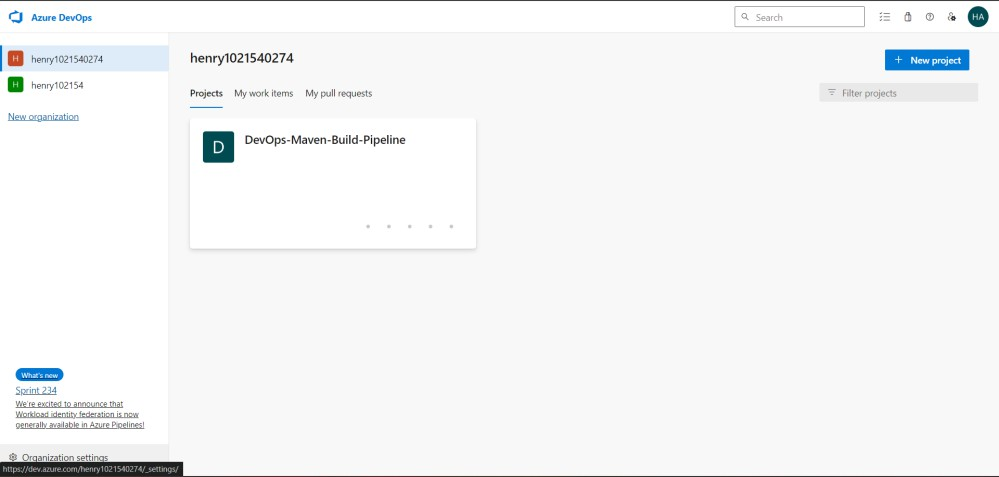 Azure DevOps
Search
HA
H henry1021540274
H henry102154
New organization
What's new
Sprint 234
We're excited to announce that
Workload identity federation is now
generally available in Azure Pipelines!
Organization settings
https://dev.azure.com/henry1021540274/_settings/
henry1021540274
+ New project
Projects My work items My pull requests
Filter projects
D DevOps-Maven-Build-Pipeline